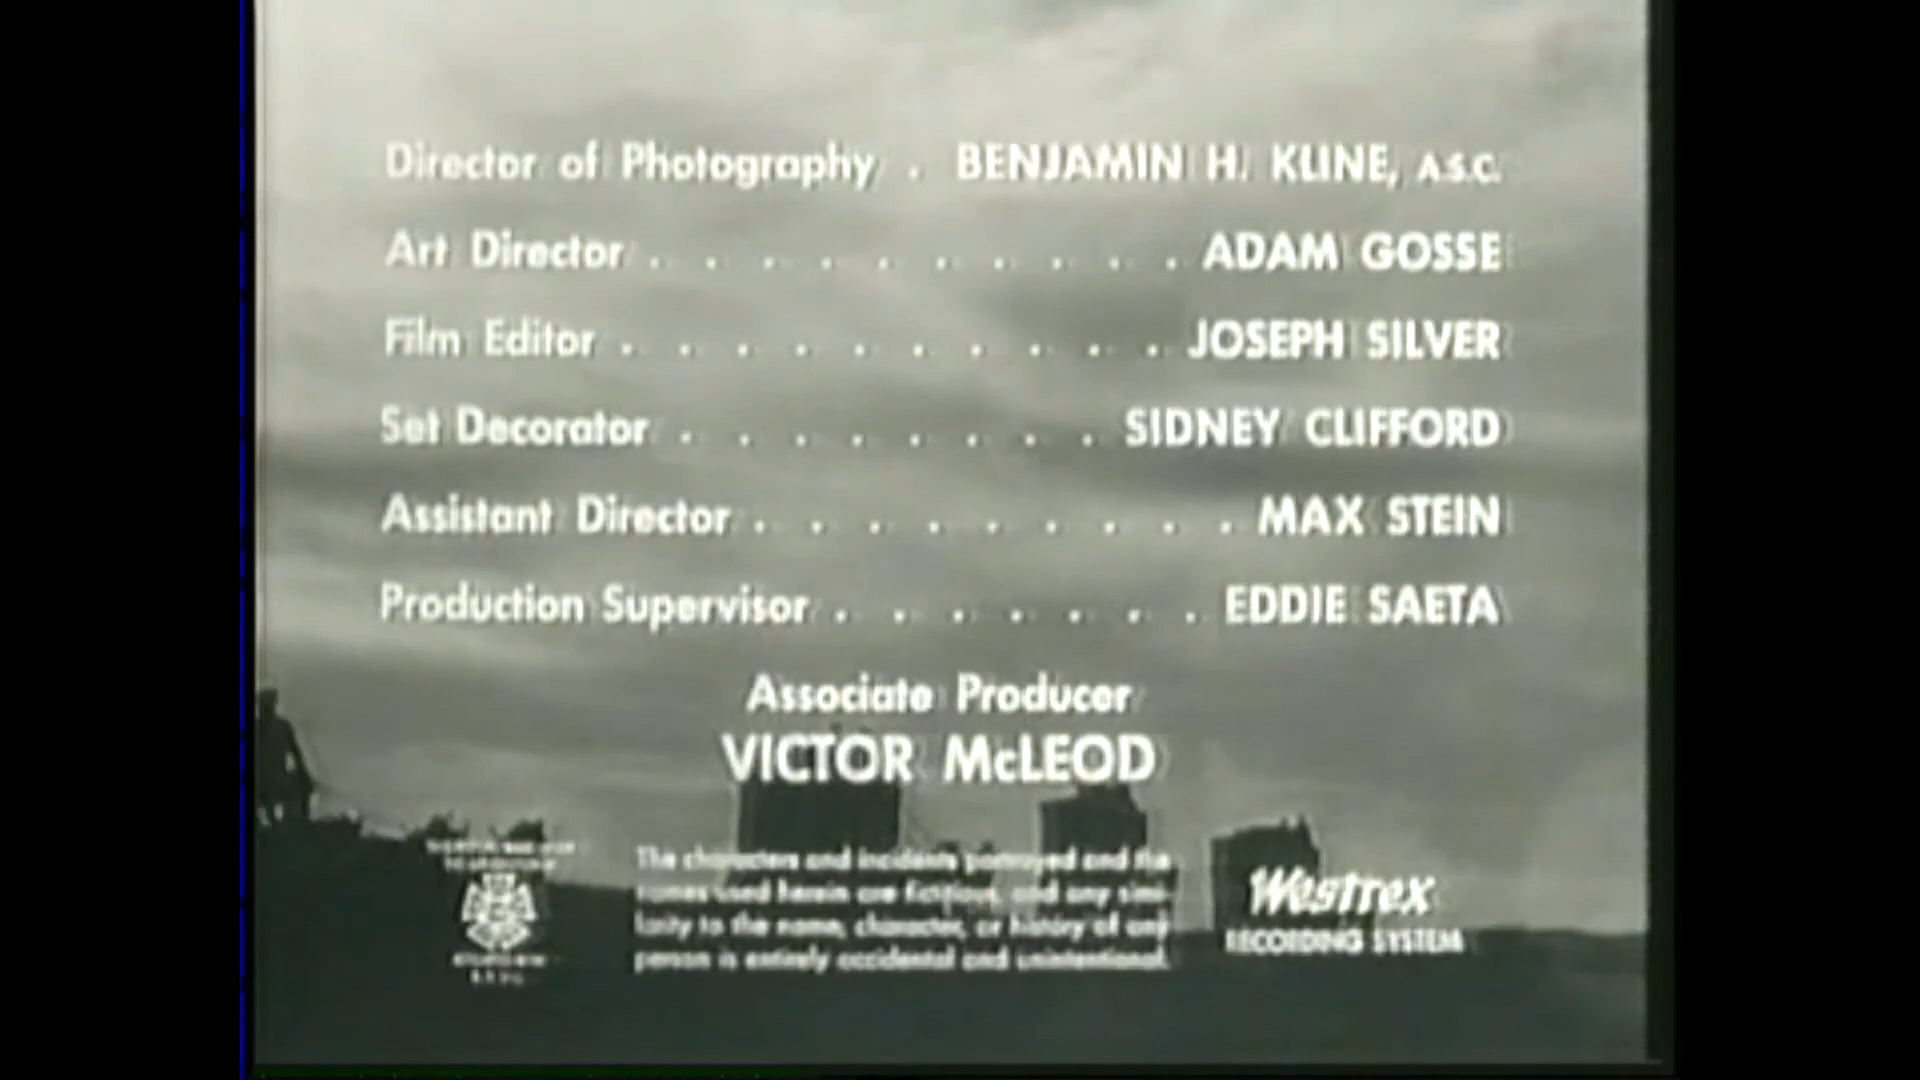 Director of Photography . BENJAMIN H. KLINE, A.S.C.
Art Director . . . . . . . . . . ADAM GOSSE
Film Editor . . . . . . . . . . JOSEPH SILVER
Set Decorator . . . . . . . . SIDNEY CLIFFORD
Assistant Director . . . . . . . . . MAX STEIN
Production Supervisor . . . . . . . EDDIE SAETA
Associate Producer
VICTOR McLEOD
The characters and incidents portrayed and the
names used herein are fictitious, and any simi-
larity to the name, character, or history of any
person is entirely accidental and unintentional.
Westrex
RECORDING SYSTEM